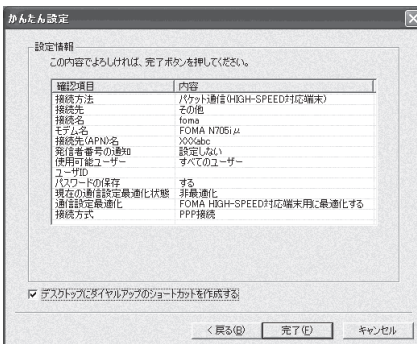 かんたん設定
設定情報
この内容でよろしければ、完了ボタンを押してください。
確認項目 内容
接続方法 パケット通信(HIGH-SPEED対応端末)
接続先 その他
接続名 foma
モデム名 FOMA N705iμ
接続先(APN)名 XXXabc
発信者番号の通知 設定しない
使用可能ユーザー すべてのユーザー
ユーザID
パスワードの保存 する
現在の通信設定最適化状態 非最適化
通信設定最適化 FOMA HIGH-SPEED対応端末用に最適化する
接続方式 PPP接続
デスクトップにダイヤルアップのショートカットを作成する
< 戻る(B) 完了(F) キャンセル